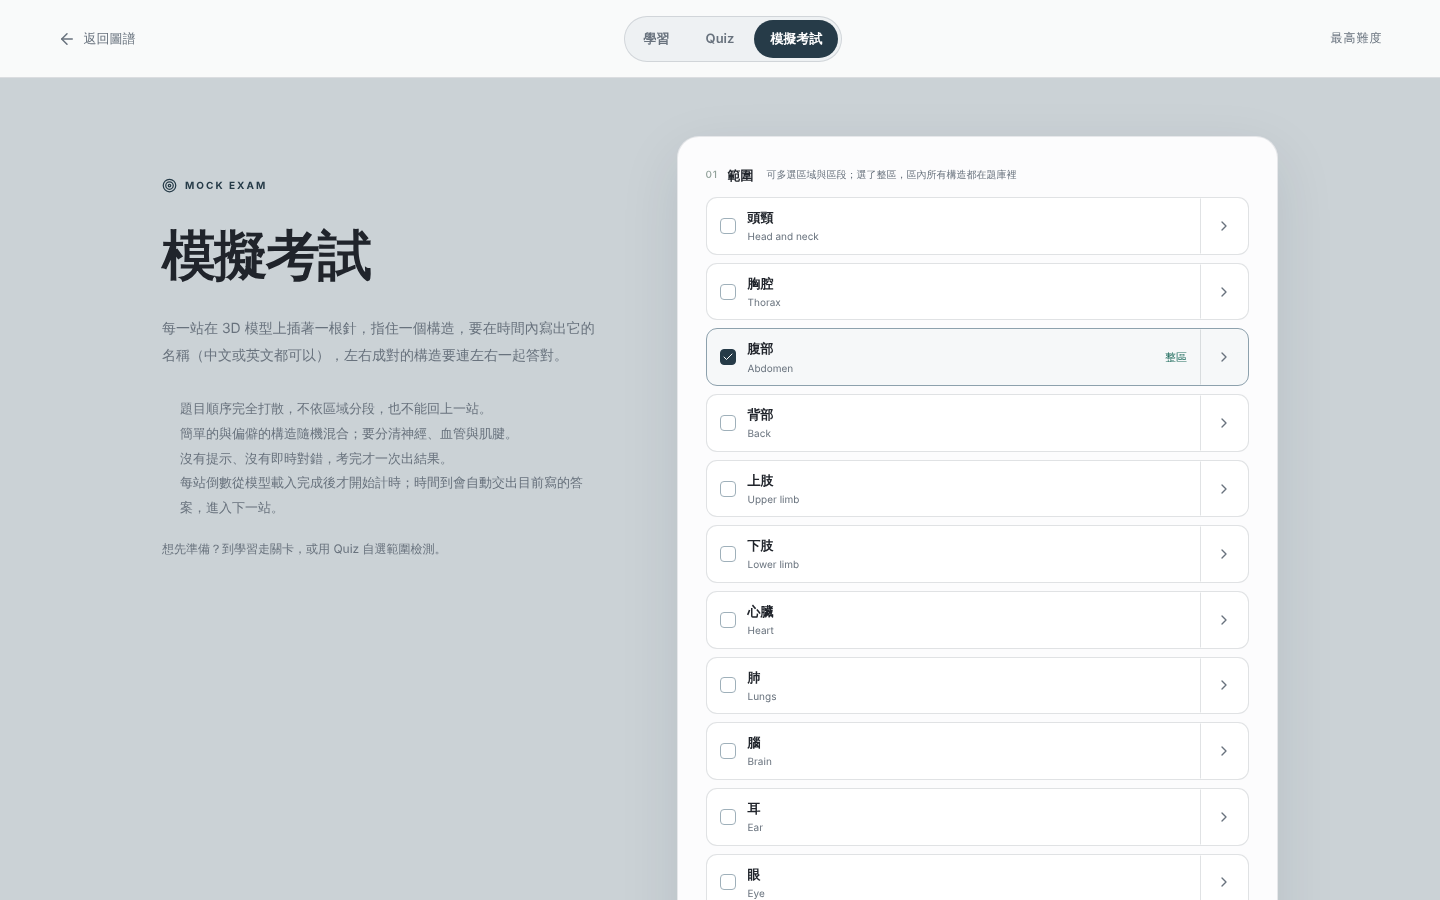 返回圖譜
學習
Quiz
模擬考試
最高難度
MOCK EXAM
模擬考試
每一站在 3D 模型上插著一根針，指住一個構造，要在時間內寫出它的
名稱（中文或英文都可以），左右成對的構造要連左右一起答對。
題目順序完全打散，不依區域分段，也不能回上一站。
簡單的與偏僻的構造隨機混合；要分清神經、血管與肌腱。
沒有提示、沒有即時對錯，考完才一次出結果。
每站倒數從模型載入完成後才開始計時；時間到會自動交出目前寫的答
案，進入下一站。
想先準備？到學習走關卡，或用 Quiz 自選範圍檢測。
01 範圍 可多選區域與區段；選了整區，區內所有構造都在題庫裡
頭頸
Head and neck
胸腔
Thorax
腹部
Abdomen
整區
背部
Back
上肢
Upper limb
下肢
Lower limb
心臟
Heart
肺
Lungs
腦
Brain
耳
Ear
眼
Eye